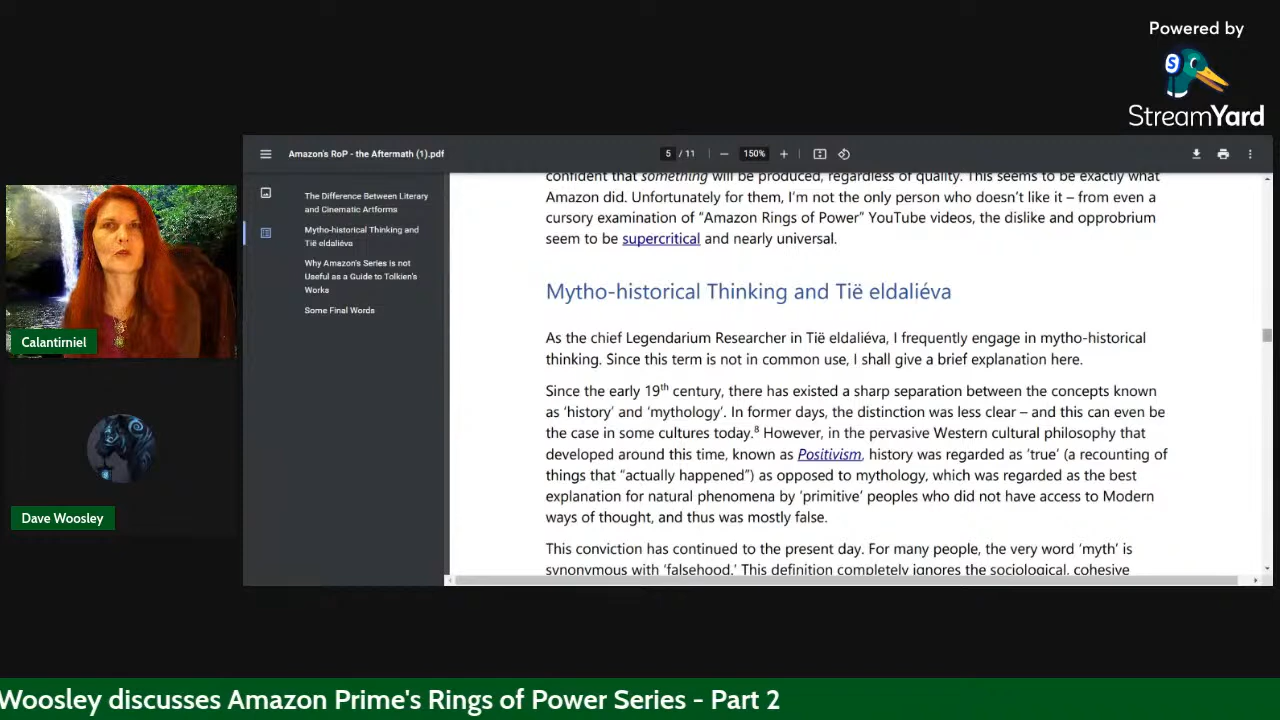 Powered by
S
StreamYard
Amazon's RoP - the Aftermath (1).pdf
5 / 11
150%
The Difference Between Literary
and Cinematic Artforms
Mytho-historical Thinking and
Tië eldaliéva
Why Amazon's Series is not
Useful as a Guide to Tolkien's
Works
Some Final Words
confident that something will be produced, regardless of quality. This seems to be exactly what
Amazon did. Unfortunately for them, I'm not the only person who doesn't like it – from even a
cursory examination of “Amazon Rings of Power” YouTube videos, the dislike and opprobrium
seem to be supercritical and nearly universal.
Mytho-historical Thinking and Tië eldaliéva
As the chief Legendarium Researcher in Tië eldaliéva, I frequently engage in mytho-historical
thinking. Since this term is not in common use, I shall give a brief explanation here.
Since the early 19th century, there has existed a sharp separation between the concepts known
as ‘history’ and ‘mythology’. In former days, the distinction was less clear – and this can even be
the case in some cultures today.8 However, in the pervasive Western cultural philosophy that
developed around this time, known as Positivism, history was regarded as ‘true’ (a recounting of
things that “actually happened”) as opposed to mythology, which was regarded as the best
explanation for natural phenomena by ‘primitive’ peoples who did not have access to Modern
ways of thought, and thus was mostly false.
This conviction has continued to the present day. For many people, the very word ‘myth’ is
synonymous with ‘falsehood.’ This definition completely ignores the sociological, cohesive
Calantirniel
Dave Woosley
Woosley discusses Amazon Prime's Rings of Power Series - Part 2